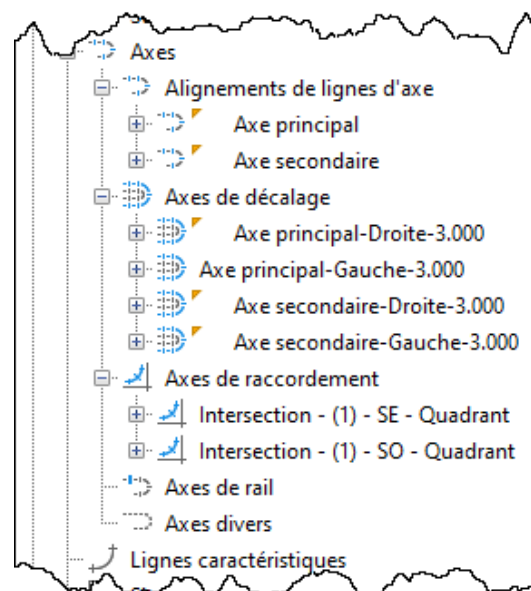 Axes
Alignements de lignes d'axe
Axe principal
Axe secondaire
Axes de décalage
Axe principal-Droite-3.000
Axe principal-Gauche-3.000
Axe secondaire-Droite-3.000
Axe secondaire-Gauche-3.000
Axes de raccordement
Intersection - (1) - SE - Quadrant
Intersection - (1) - SO - Quadrant
Axes de rail
Axes divers
Lignes caractéristiques